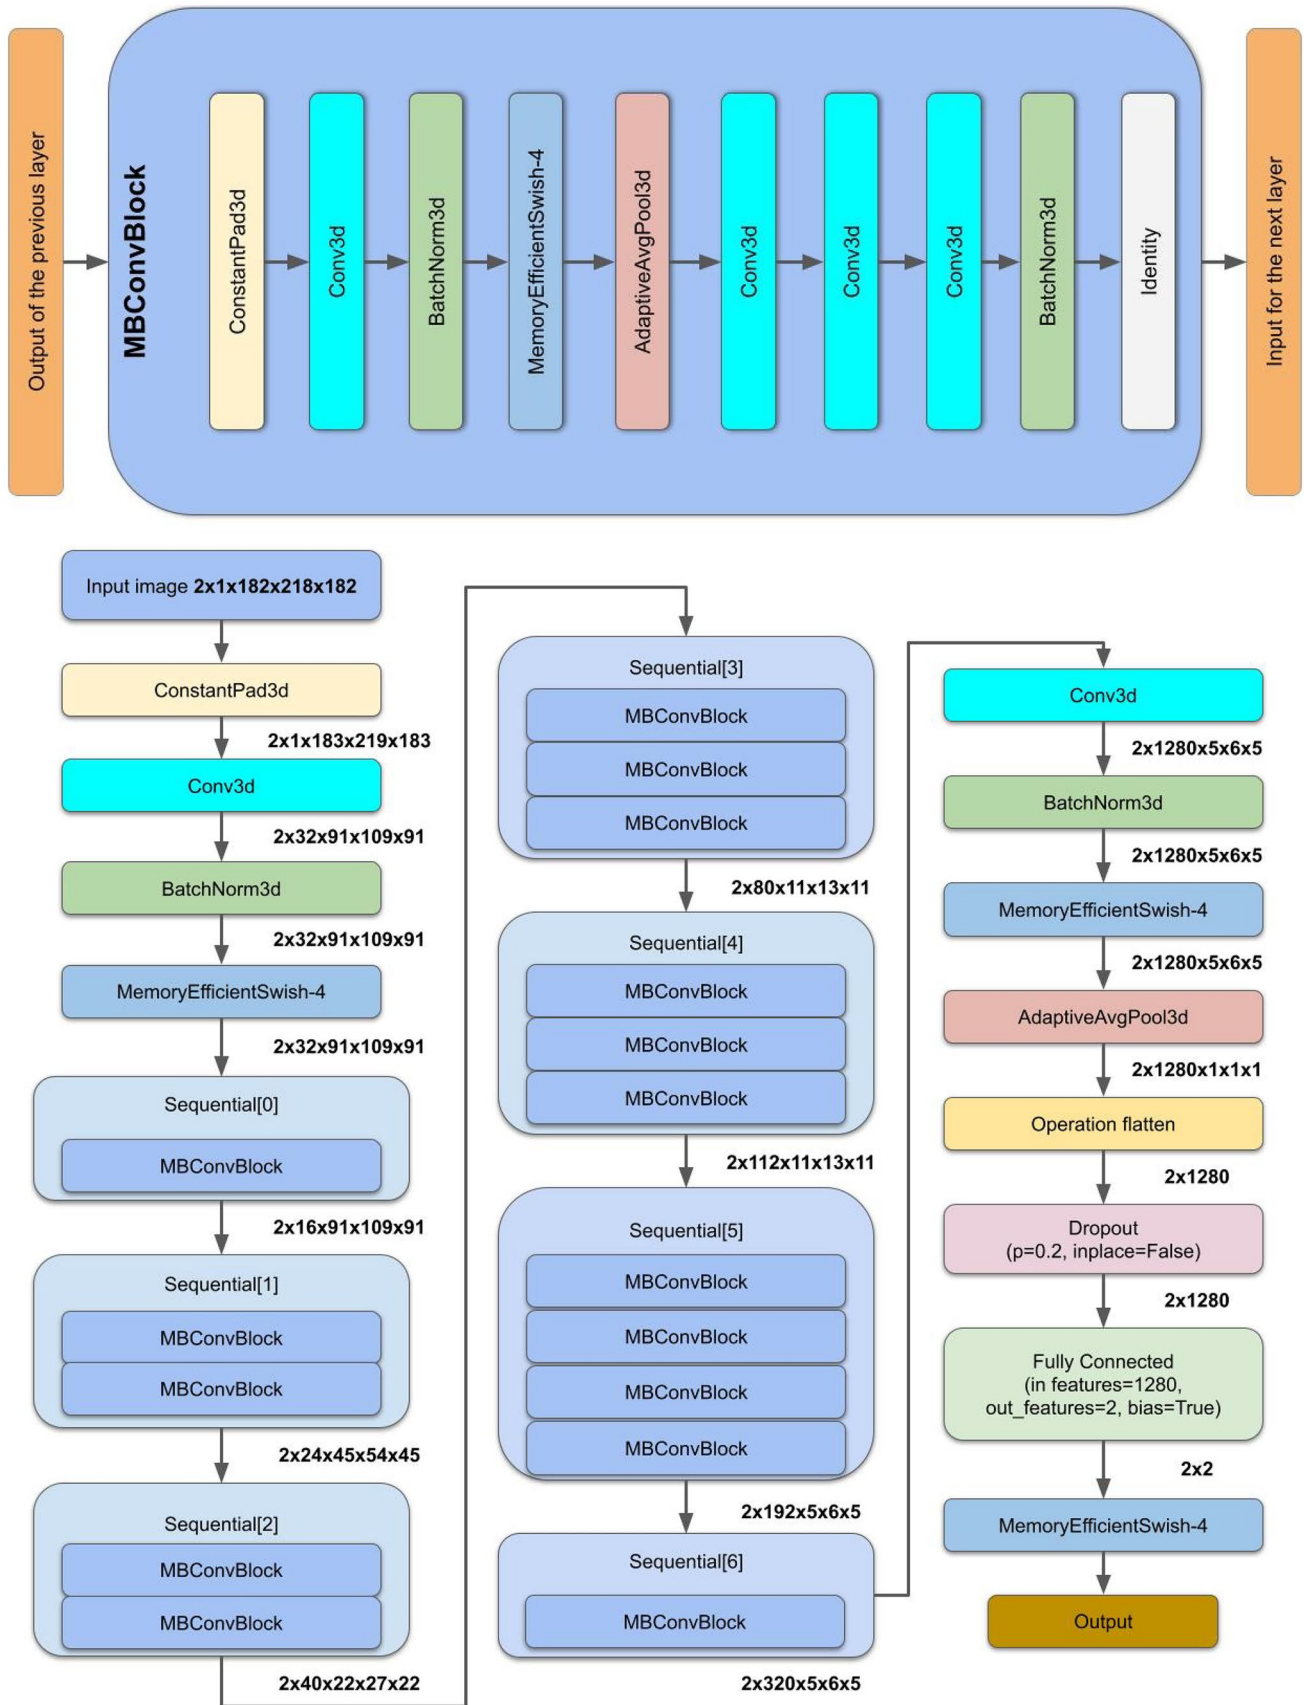 Output of the previous layer
MBConvBlock
ConstantPad3d
Conv3d
BatchNorm3d
MemoryEfficientSwish-4
AdaptiveAvgPool3d
Conv3d
Conv3d
Conv3d
BatchNorm3d
Identity
Input for the next layer
Input image 2x1x182x218x182
ConstantPad3d
2x1x183x219x183
Conv3d
2x32x91x109x91
BatchNorm3d
2x32x91x109x91
MemoryEfficientSwish-4
2x32x91x109x91
Sequential[0]
MBConvBlock
2x16x91x109x91
Sequential[1]
MBConvBlock
MBConvBlock
2x24x45x54x45
Sequential[2]
MBConvBlock
MBConvBlock
2x40x22x27x22
Sequential[3]
MBConvBlock
MBConvBlock
MBConvBlock
2x80x11x13x11
Sequential[4]
MBConvBlock
MBConvBlock
MBConvBlock
2x112x11x13x11
Sequential[5]
MBConvBlock
MBConvBlock
MBConvBlock
MBConvBlock
2x192x5x6x5
Sequential[6]
MBConvBlock
2x320x5x6x5
Conv3d
2x1280x5x6x5
BatchNorm3d
2x1280x5x6x5
MemoryEfficientSwish-4
2x1280x5x6x5
AdaptiveAvgPool3d
2x1280x1x1x1
Operation flatten
2x1280
Dropout
(p=0.2, inplace=False)
2x1280
Fully Connected
(in features=1280,
out_features=2, bias=True)
2x2
MemoryEfficientSwish-4
Output